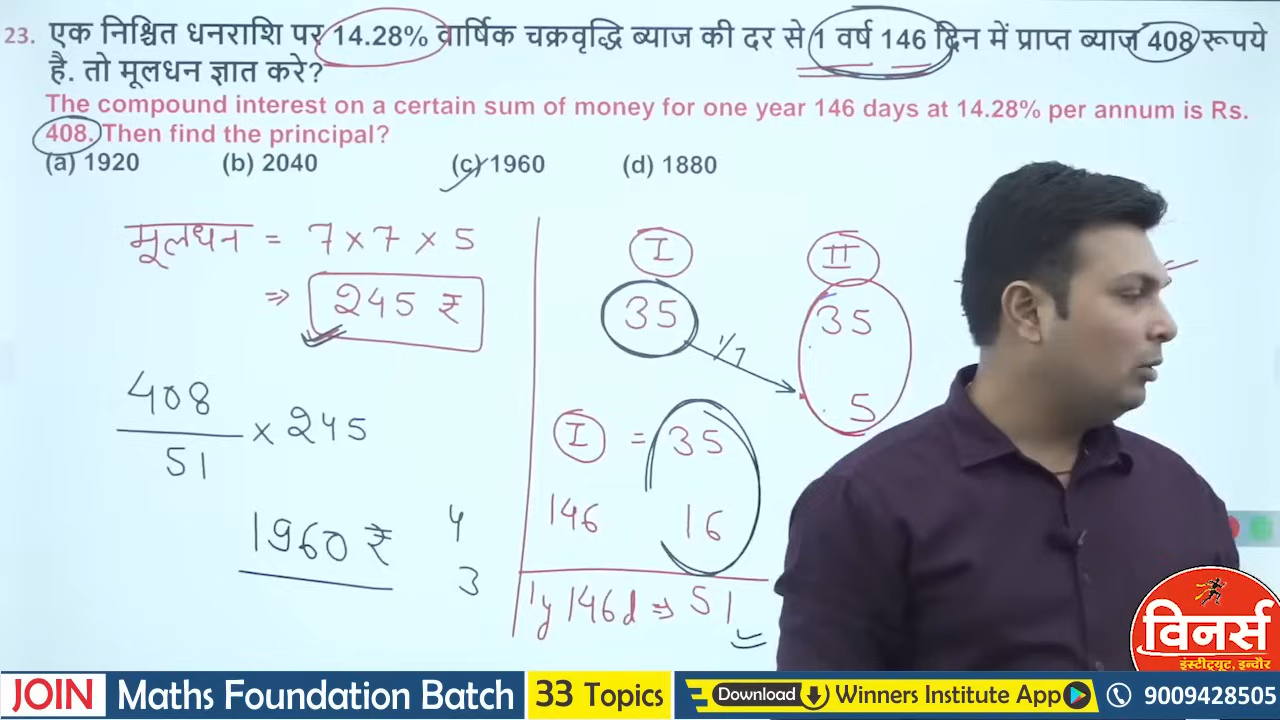 23. एक निश्चित धनराशि पर 14.28% वार्षिक चक्रवृद्धि ब्याज की दर से 1 वर्ष 146 दिन में प्राप्त ब्याज 408 रूपये
है. तो मूलधन ज्ञात करे?
The compound interest on a certain sum of money for one year 146 days at 14.28% per annum is Rs.
408. Then find the principal?
(a) 1920 (b) 2040 (c) 1960 (d) 1880
मूलधन = 7 × 7 × 5
⇒ 245 ₹
408
51
× 245
1960 ₹
4
3
I
II
35
1/7
35
5
I = 35
146 16
1y 146d ⇒ 51
विनर्स
इंस्टीट्यूट, इन्दौर
JOIN Maths Foundation Batch 33 Topics Download Winners Institute App 9009428505